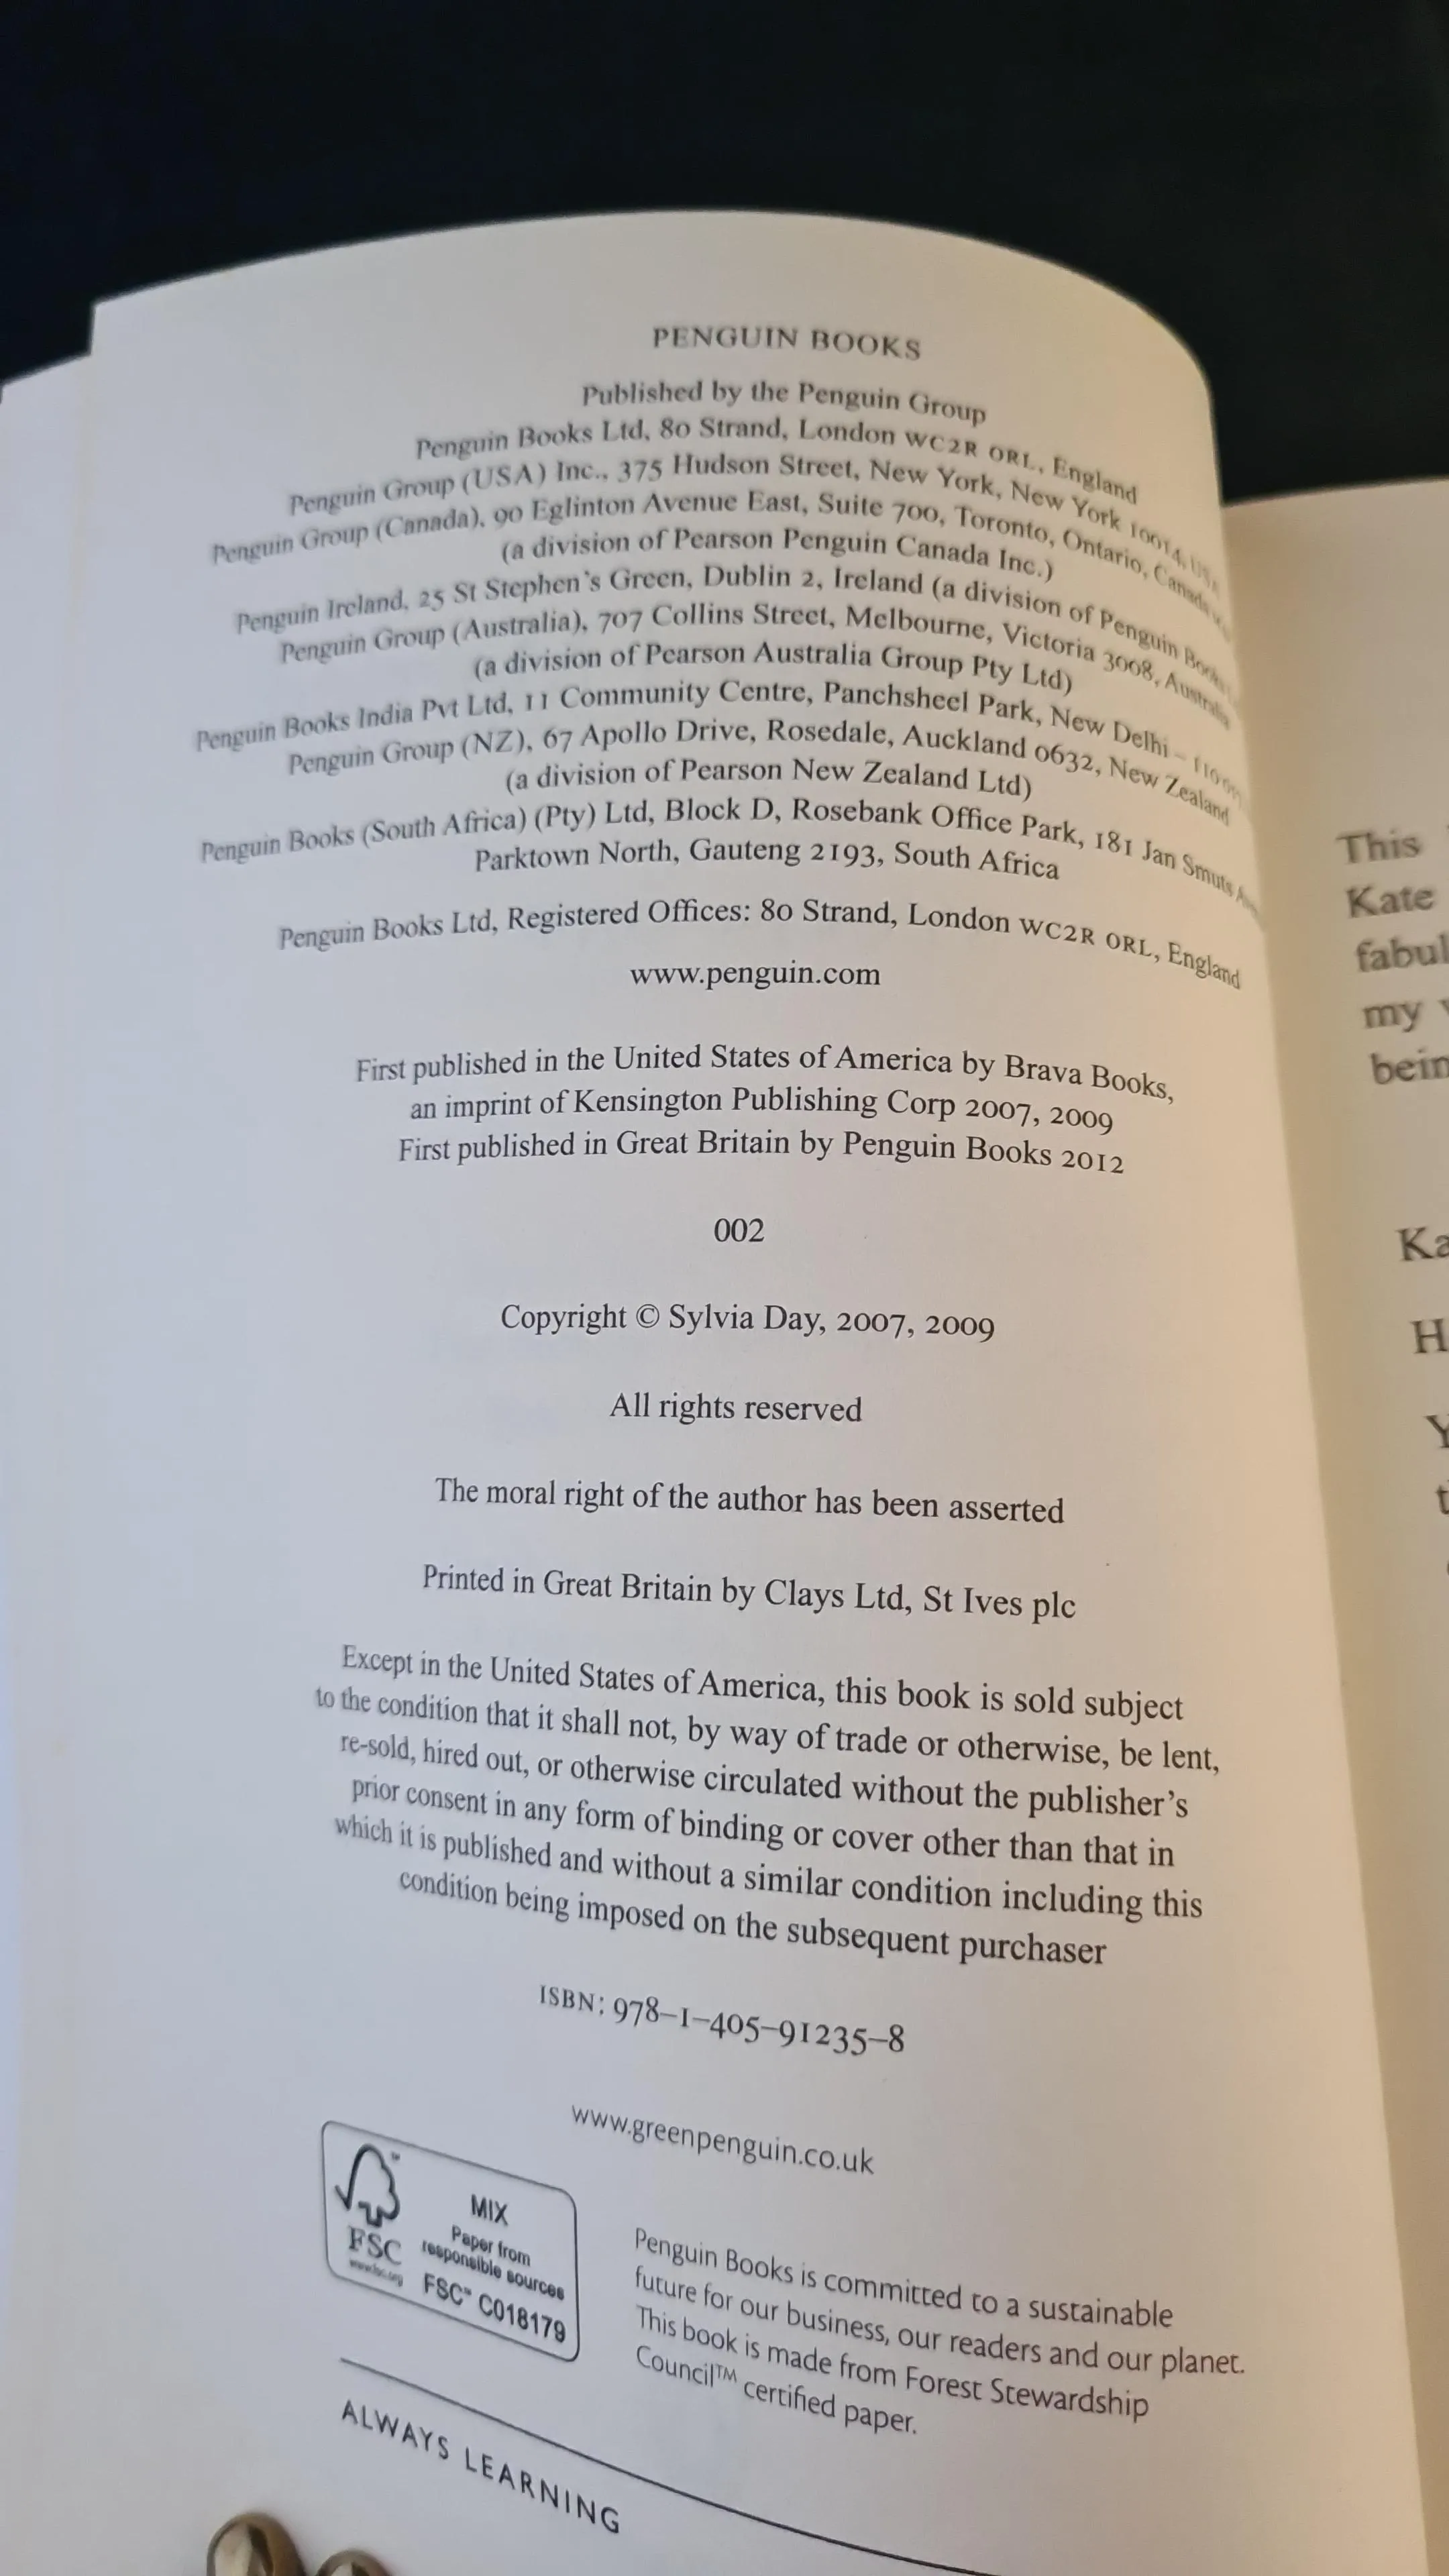 PENGUIN BOOKS
Published by the Penguin Group
Penguin Books Ltd, 80 Strand, London WC2R 0RL, England
Penguin Group (USA) Inc., 375 Hudson Street, New York, New York 10014, USA
Penguin Group (Canada), 90 Eglinton Avenue East, Suite 700, Toronto, Ontario, Canada
(a division of Pearson Penguin Canada Inc.)
Penguin Ireland, 25 St Stephen's Green, Dublin 2, Ireland (a division of Penguin Books
Penguin Group (Australia), 707 Collins Street, Melbourne, Victoria 3008, Australia
(a division of Pearson Australia Group Pty Ltd)
Penguin Books India Pvt Ltd, 11 Community Centre, Panchsheel Park, New Delhi –
Penguin Group (NZ), 67 Apollo Drive, Rosedale, Auckland 0632, New Zealand
(a division of Pearson New Zealand Ltd)
Penguin Books (South Africa) (Pty) Ltd, Block D, Rosebank Office Park, 181 Jan Smuts
Parktown North, Gauteng 2193, South Africa
Penguin Books Ltd, Registered Offices: 80 Strand, London WC2R 0RL, England
www.penguin.com
First published in the United States of America by Brava Books,
an imprint of Kensington Publishing Corp 2007, 2009
First published in Great Britain by Penguin Books 2012
002
Copyright © Sylvia Day, 2007, 2009
All rights reserved
The moral right of the author has been asserted
Printed in Great Britain by Clays Ltd, St Ives plc
Except in the United States of America, this book is sold subject
to the condition that it shall not, by way of trade or otherwise, be lent,
re-sold, hired out, or otherwise circulated without the publisher's
prior consent in any form of binding or cover other than that in
which it is published and without a similar condition including this
condition being imposed on the subsequent purchaser
ISBN: 978–1–405–91235–8
www.greenpenguin.co.uk
MIX
Paper from
responsible sources
FSC™ C018179
FSC
www.fsc.org
Penguin Books is committed to a sustainable
future for our business, our readers and our planet.
This book is made from Forest Stewardship
Council™ certified paper.
ALWAYS LEARNING
This
Kate
fabul
my
bein
Ka
H
Y
t